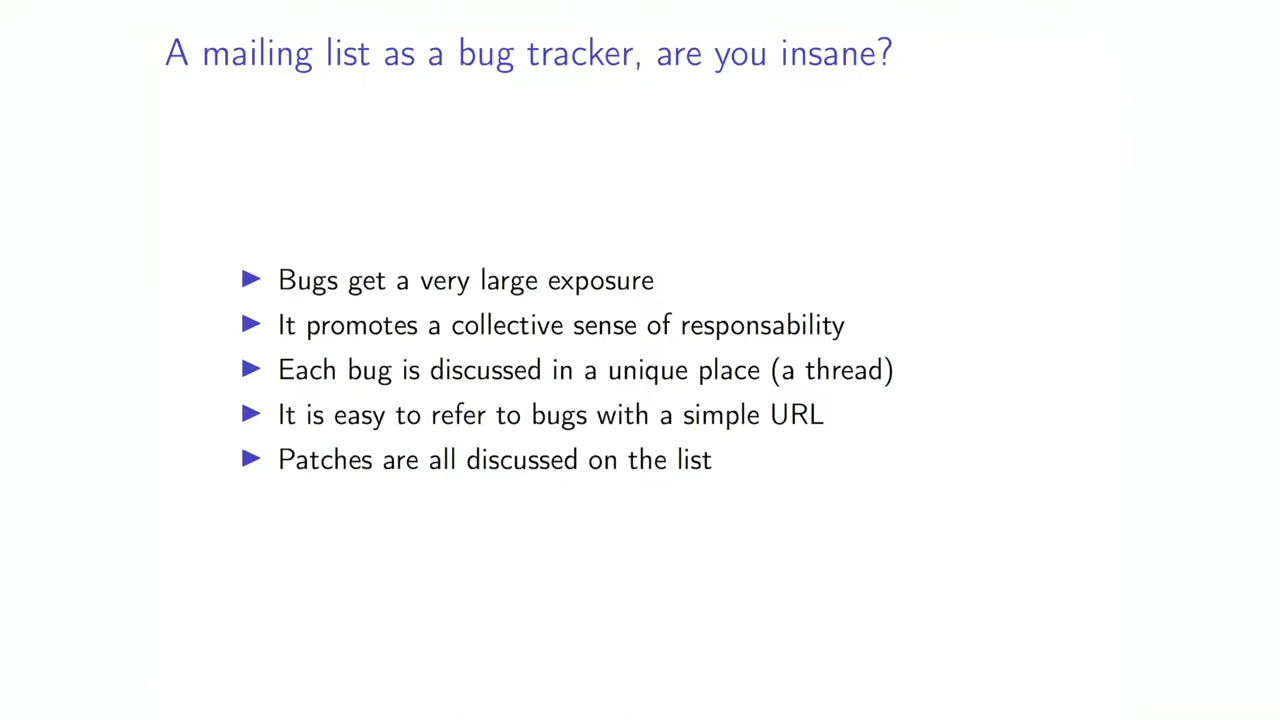 A mailing list as a bug tracker, are you insane?
▶ Bugs get a very large exposure
▶ It promotes a collective sense of responsability
▶ Each bug is discussed in a unique place (a thread)
▶ It is easy to refer to bugs with a simple URL
▶ Patches are all discussed on the list